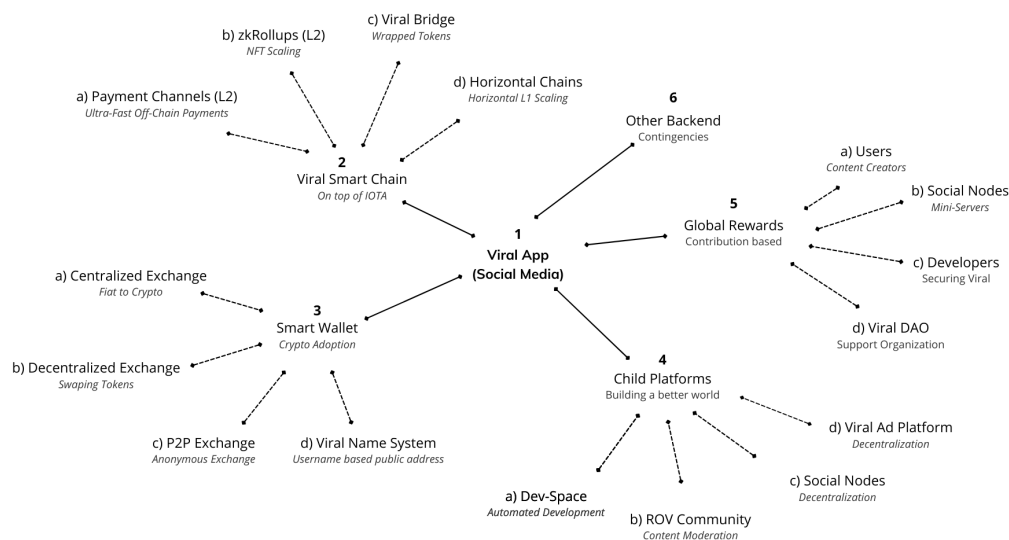 1
Viral App
(Social Media)
2
Viral Smart Chain
On top of IOTA
a) Payment Channels (L2)
Ultra-Fast Off-Chain Payments
b) zkRollups (L2)
NFT Scaling
c) Viral Bridge
Wrapped Tokens
d) Horizontal Chains
Horizontal L1 Scaling
3
Smart Wallet
Crypto Adoption
a) Centralized Exchange
Fiat to Crypto
b) Decentralized Exchange
Swaping Tokens
c) P2P Exchange
Anonymous Exchange
d) Viral Name System
Username based public address
4
Child Platforms
Building a better world
a) Dev-Space
Automated Development
b) ROV Community
Content Moderation
c) Social Nodes
Decentralization
d) Viral Ad Platform
Decentralization
5
Global Rewards
Contribution based
a) Users
Content Creators
b) Social Nodes
Mini-Servers
c) Developers
Securing Viral
d) Viral DAO
Support Organization
6
Other Backend
Contingencies